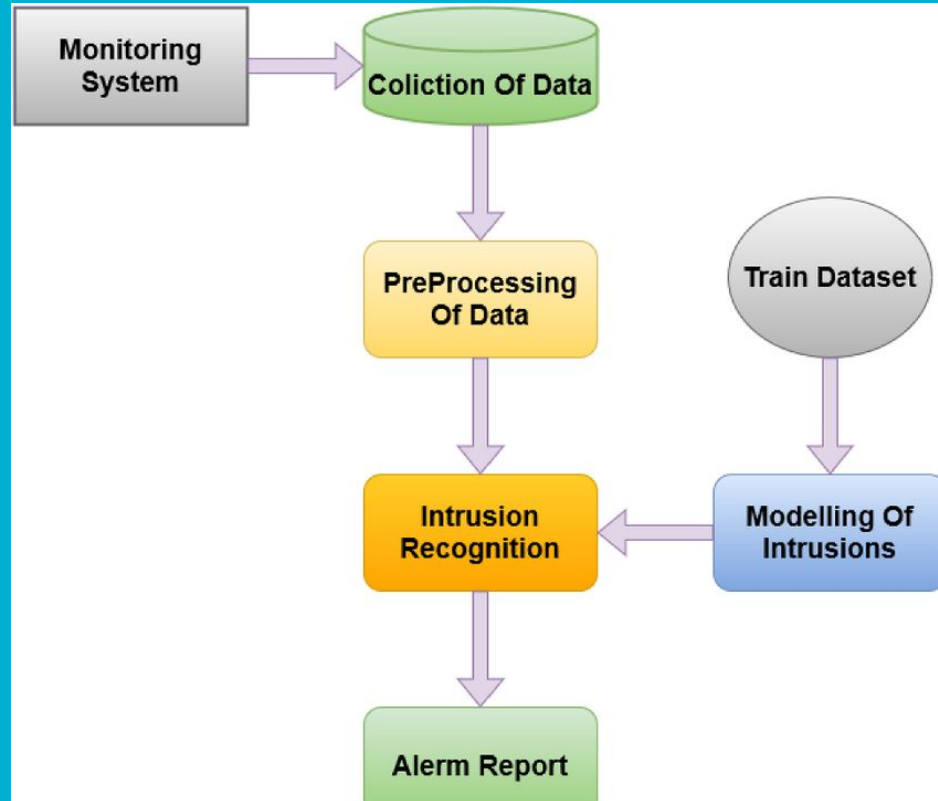 Monitoring
System
Coliction Of Data
PreProcessing
Of Data
Train Dataset
Intrusion
Recognition
Modelling Of
Intrusions
Alerm Report